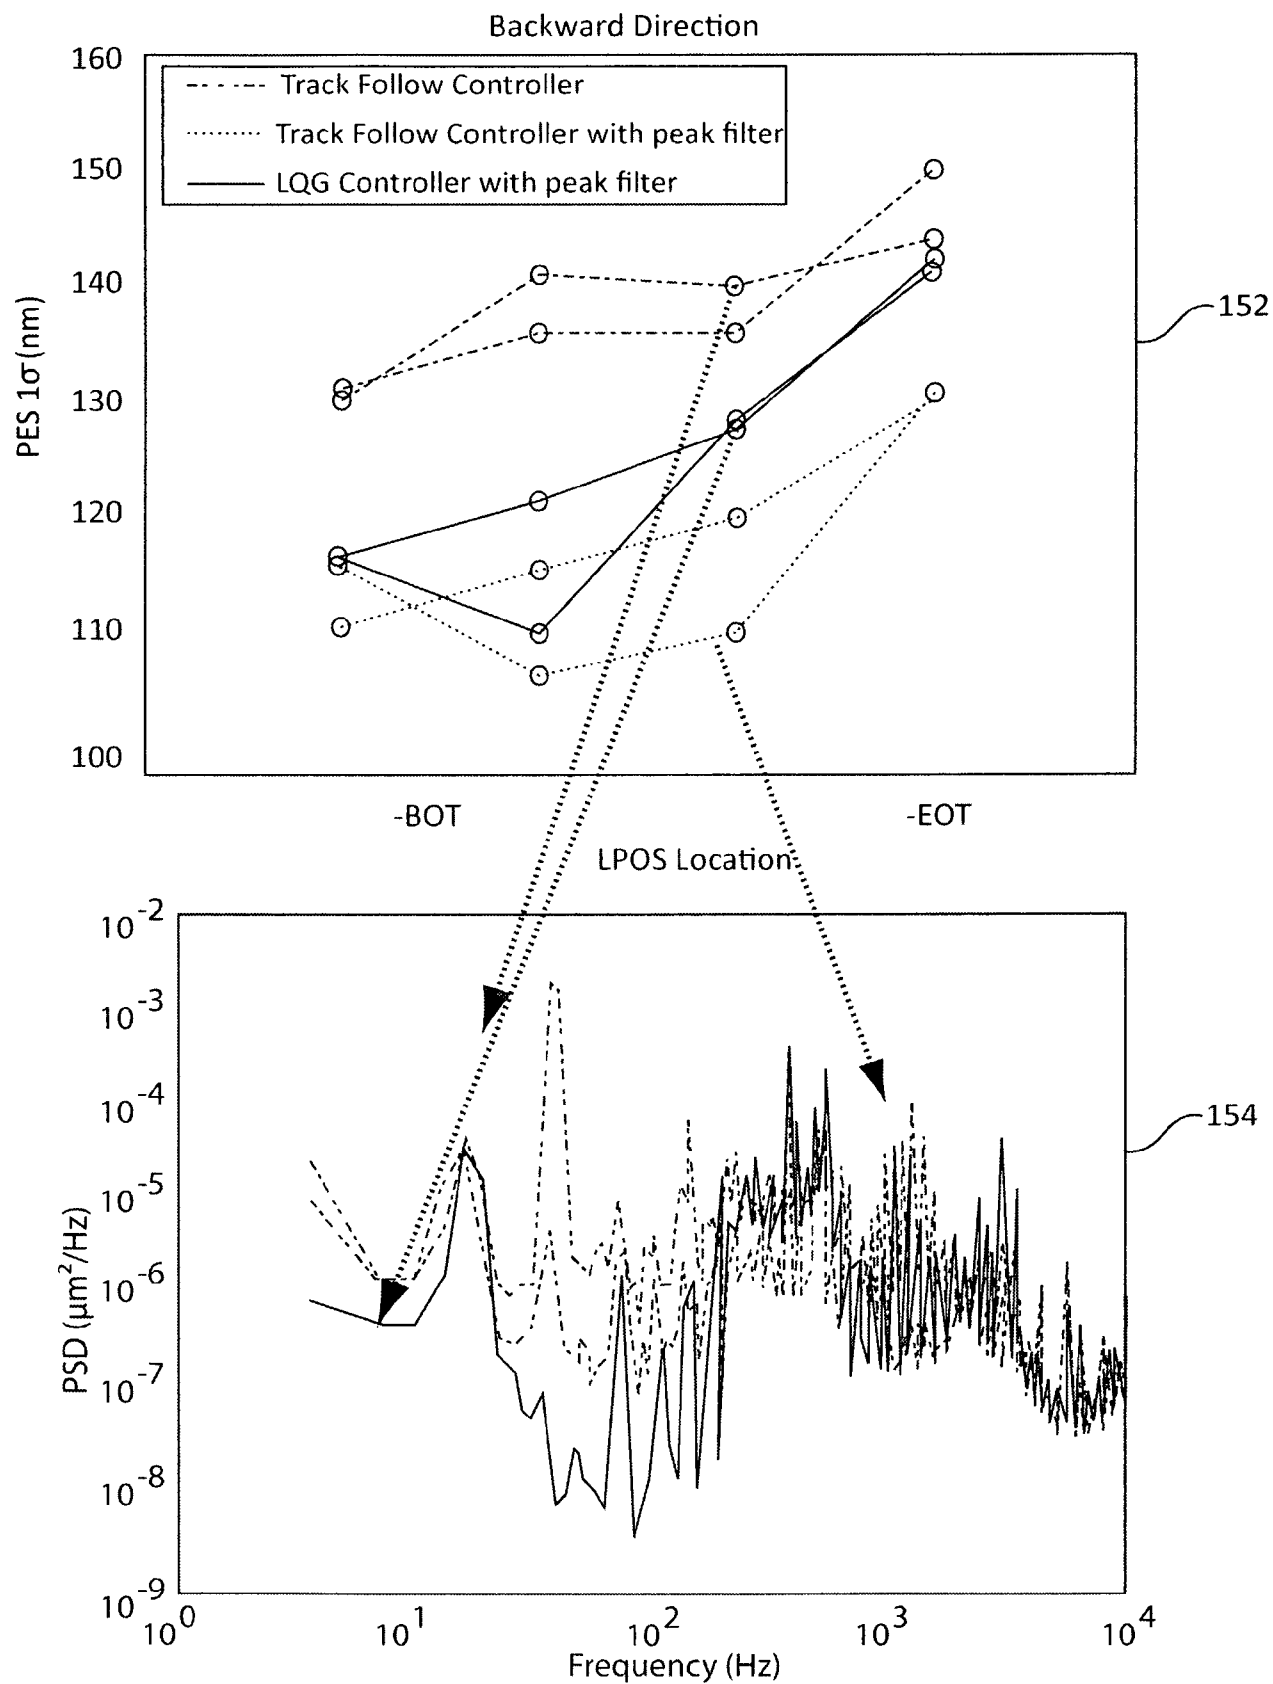 Backward Direction
160
Track Follow Controller
Track Follow Controller with peak filter
LQG Controller with peak filter
150
140
130
120
110
100
PES 1σ (nm)
152
-BOT
-EOT
LPOS Location
10-2
10-3
10-4
10-5
10-6
10-7
10-8
10-9
PSD (μm2/Hz)
154
100
101
102
103
104
Frequency (Hz)